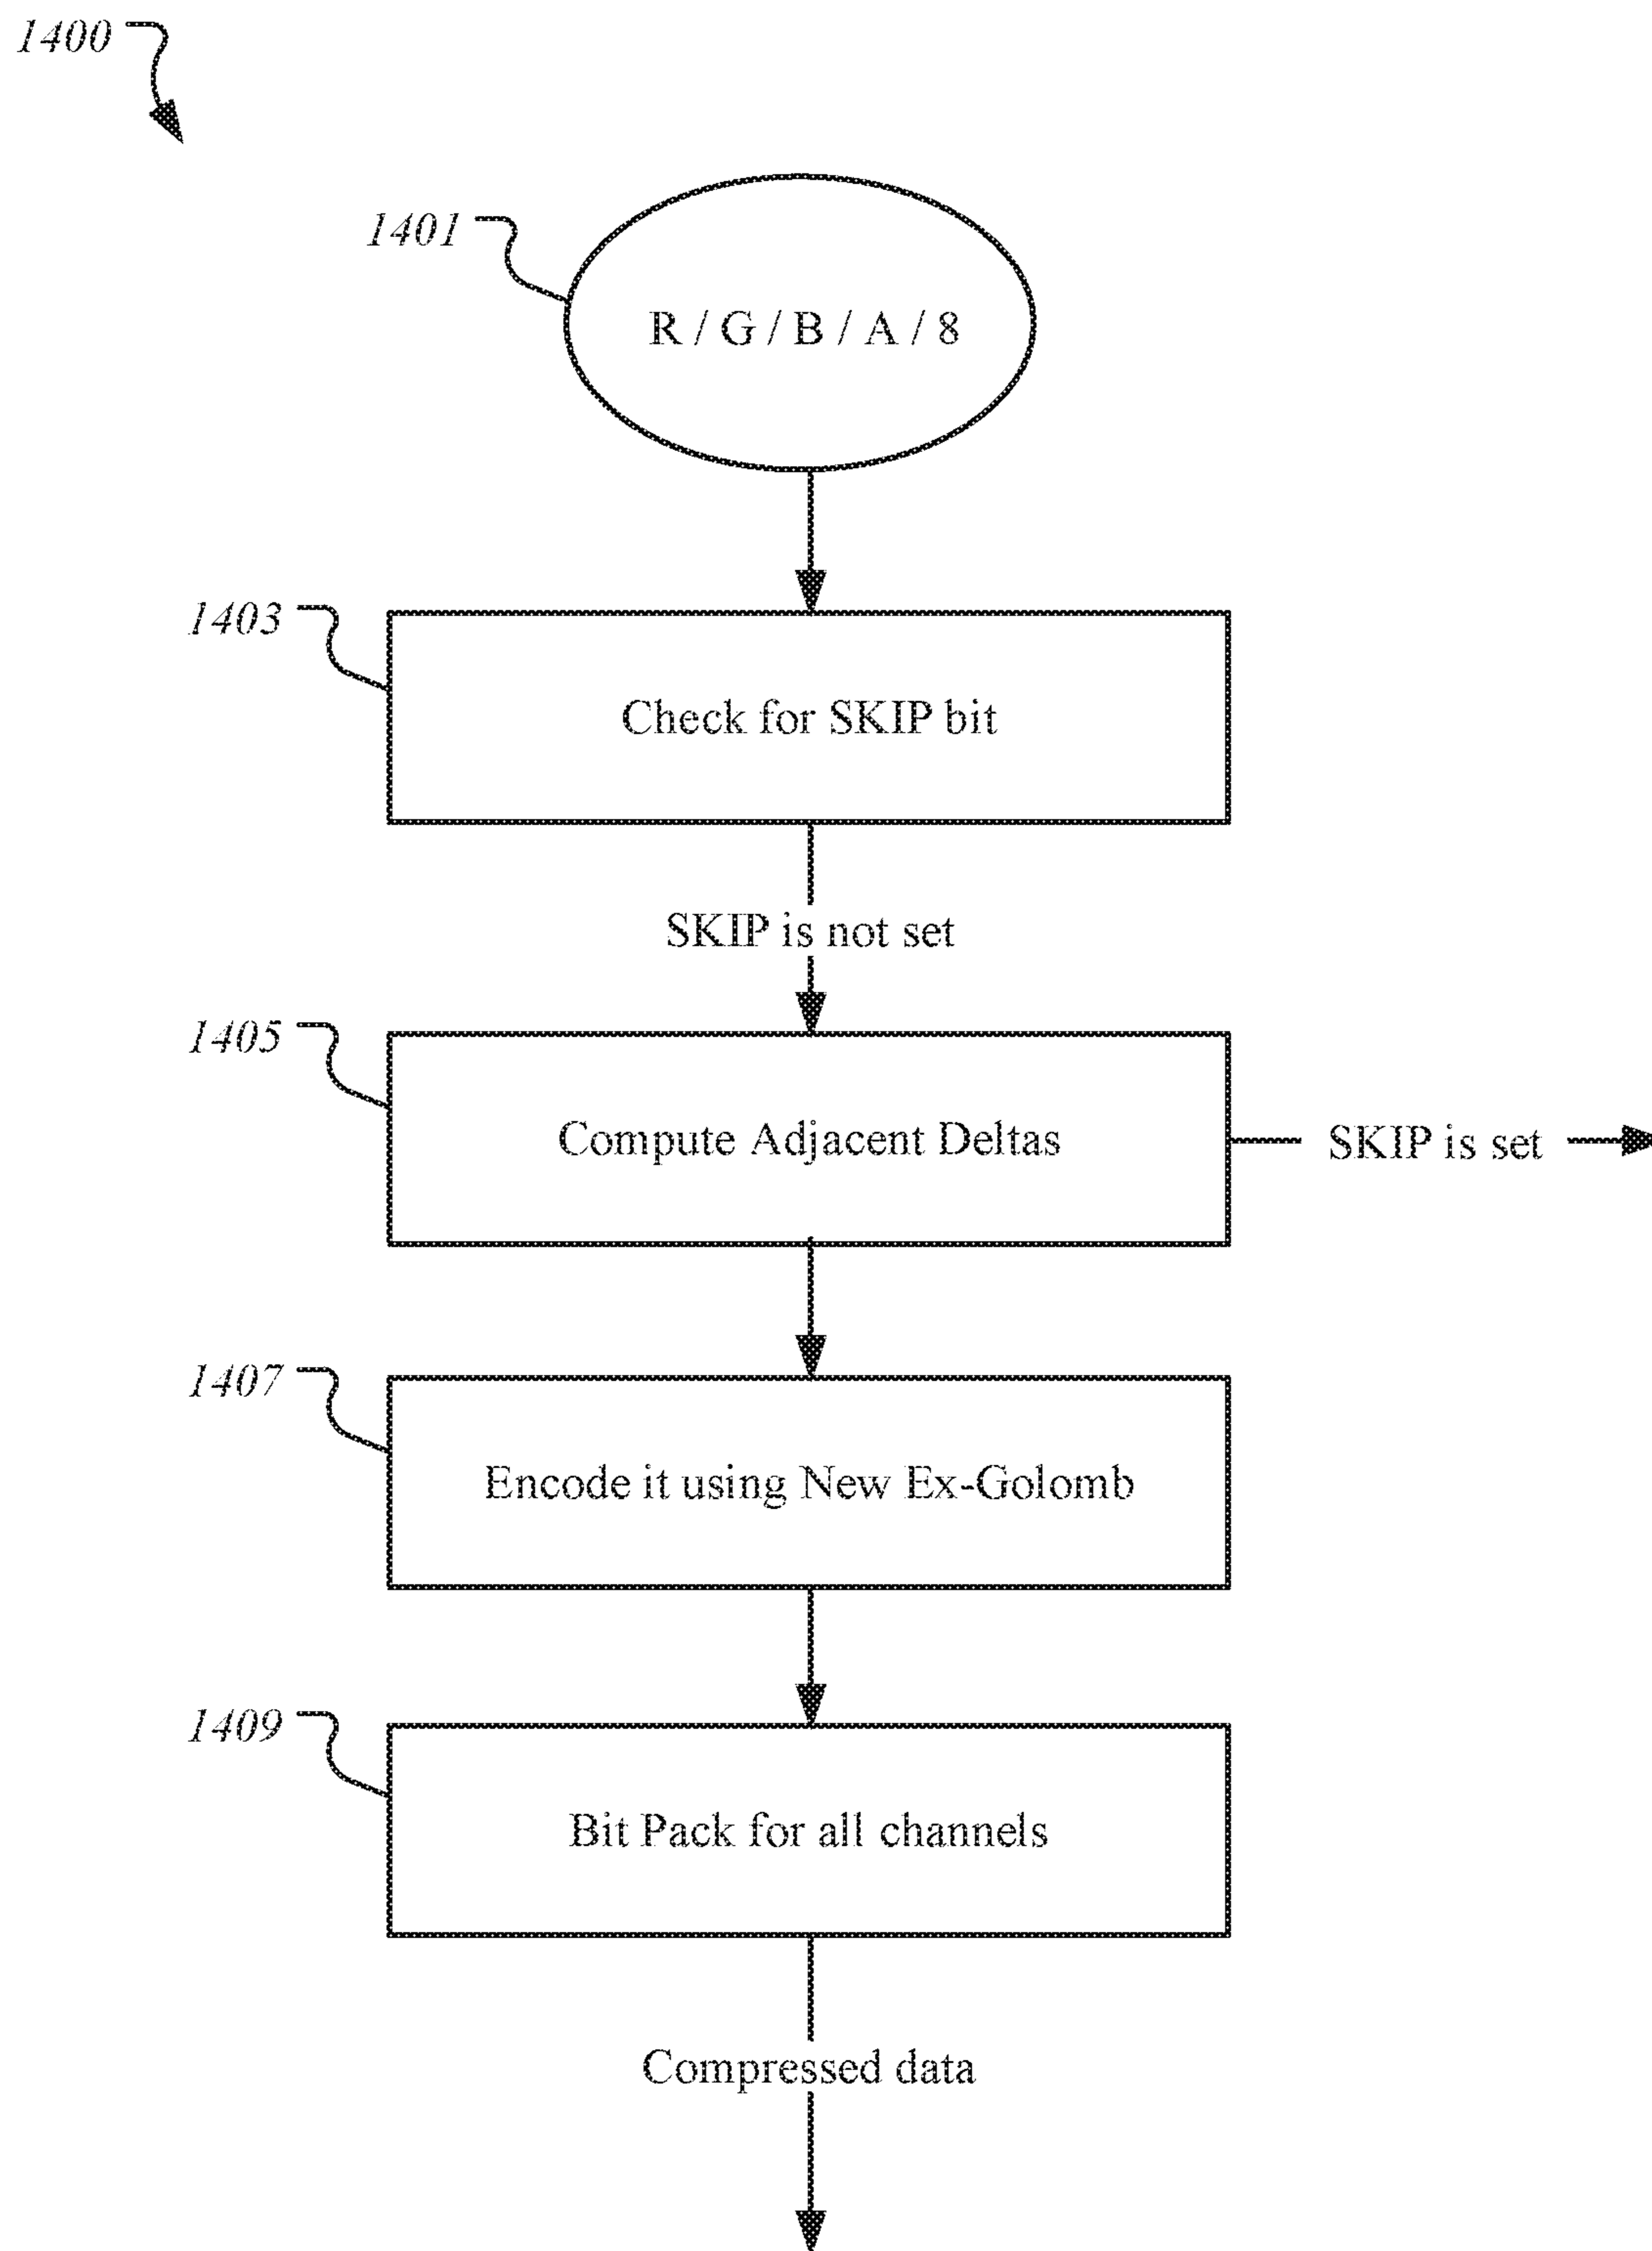 1400
1401
R / G / B / A / 8
1403
Check for SKIP bit
SKIP is not set
1405
Compute Adjacent Deltas
SKIP is set
1407
Encode it using New Ex-Golomb
1409
Bit Pack for all channels
Compressed data